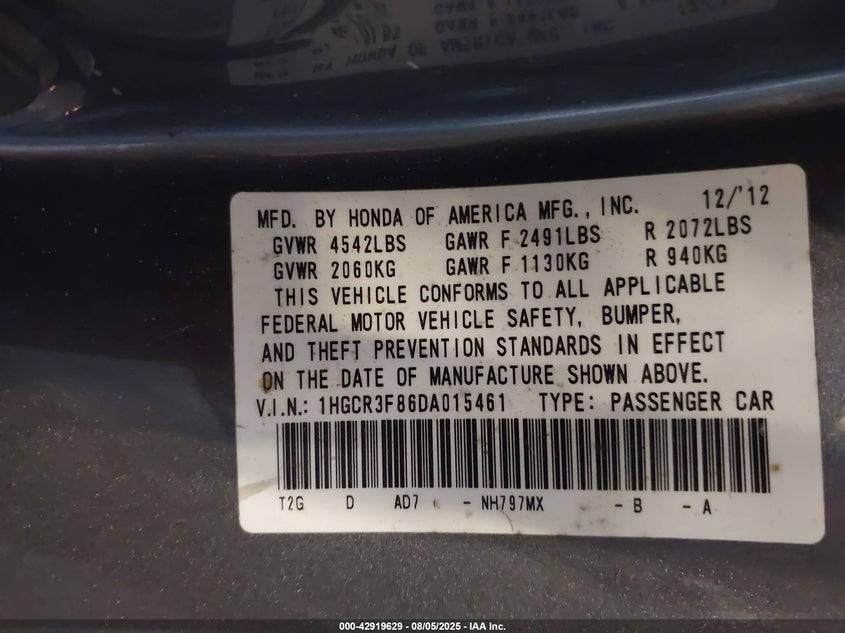 MFD. BY HONDA OF AMERICA MFG., INC. 12/'12
GVWR 4542LBS GAWR F 2491LBS R 2072LBS
GVWR 2060KG GAWR F 1130KG R 940KG
THIS VEHICLE CONFORMS TO ALL APPLICABLE
FEDERAL MOTOR VEHICLE SAFETY, BUMPER,
AND THEFT PREVENTION STANDARDS IN EFFECT
ON THE DATE OF MANUFACTURE SHOWN ABOVE.
V.I.N.: 1HGCR3F86DA015461 TYPE: PASSENGER CAR
T2G D AD7 - NH797MX - B - A
000-42919629 - 08/05/2025 - IAA Inc.